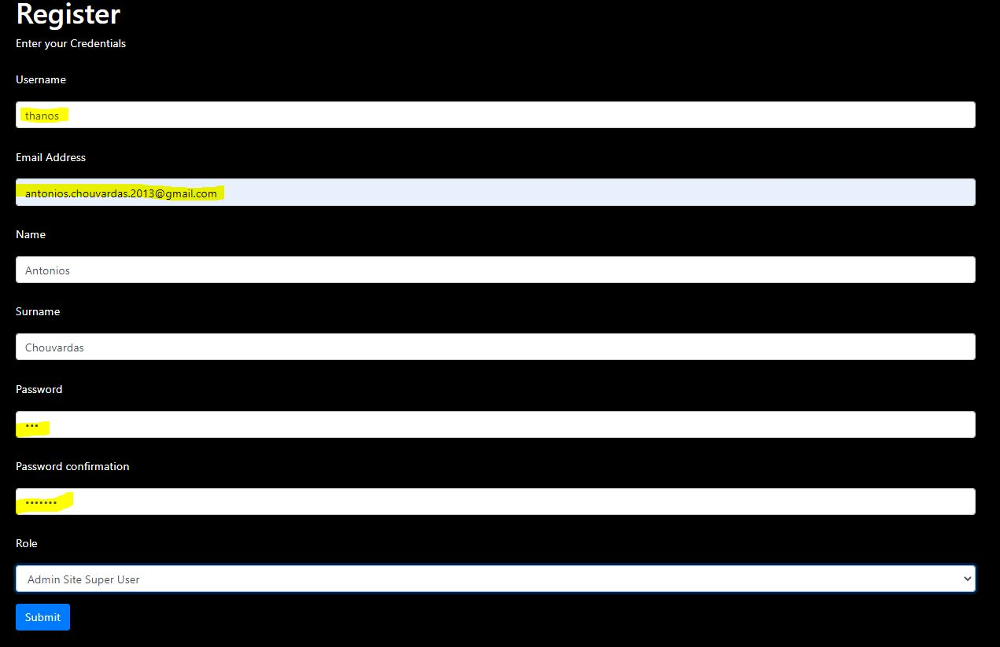 Register
Enter your Credentials
Username
thanos
Email Address
antonios.chouvardas.2013@gmail.com
Name
Antonios
Surname
Chouvardas
Password
•••
Password confirmation
•••••••
Role
Admin Site Super User
Submit